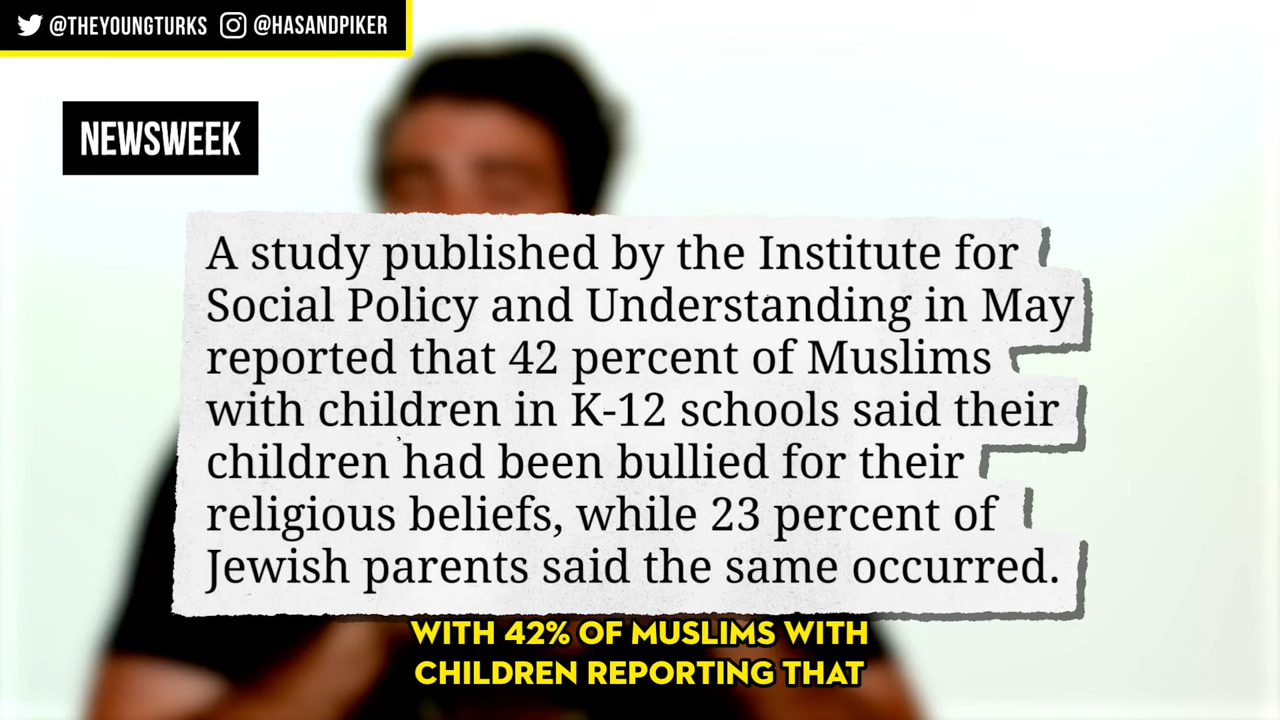 @THEYOUNGTURKS @HASANDPIKER
NEWSWEEK
A study published by the Institute for
Social Policy and Understanding in May
reported that 42 percent of Muslims
with children in K-12 schools said their
children had been bullied for their
religious beliefs, while 23 percent of
Jewish parents said the same occurred.
WITH 42% OF MUSLIMS WITH
CHILDREN REPORTING THAT